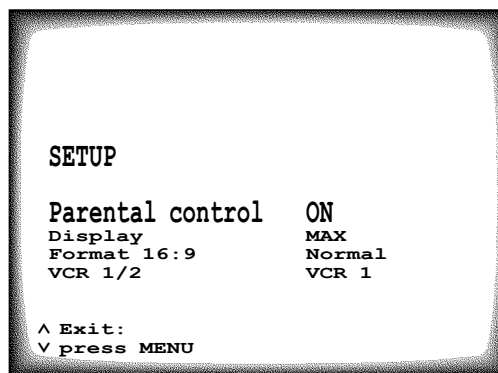 SETUP
Parental control ON
Display MAX
Format 16:9 Normal
VCR 1/2 VCR 1
∧ Exit:
∨ press MENU